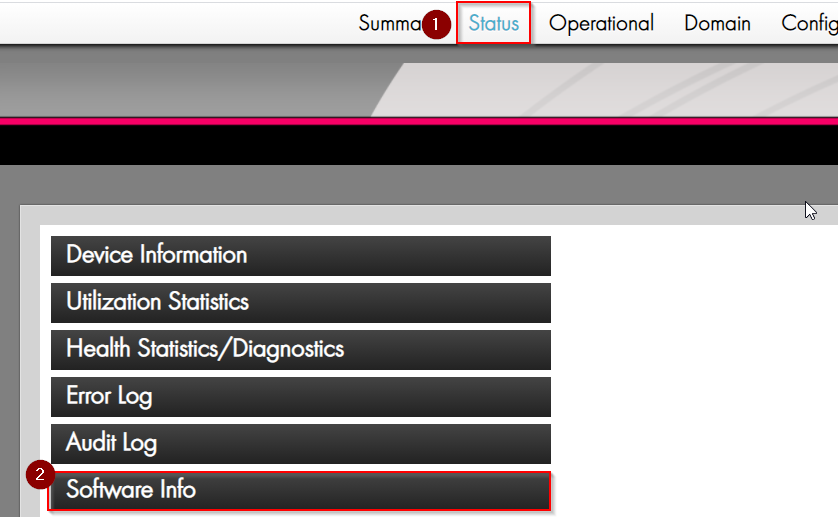 Summa 1 Status Operational Domain Config
Device Information
Utilization Statistics
Health Statistics/Diagnostics
Error Log
Audit Log
2
Software Info